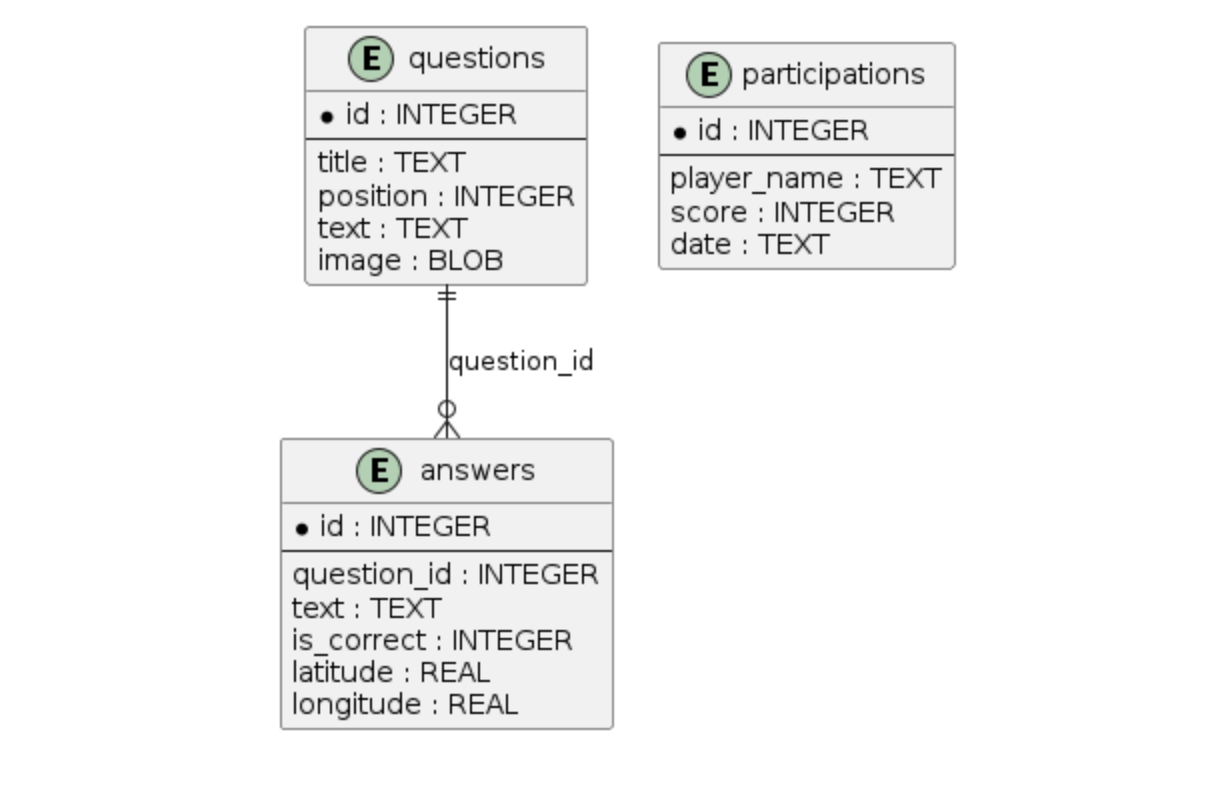 E questions
id : INTEGER
title : TEXT
position : INTEGER
text : TEXT
image : BLOB
E participations
id : INTEGER
player_name : TEXT
score : INTEGER
date : TEXT
question_id
E answers
id : INTEGER
question_id : INTEGER
text : TEXT
is_correct : INTEGER
latitude : REAL
longitude : REAL